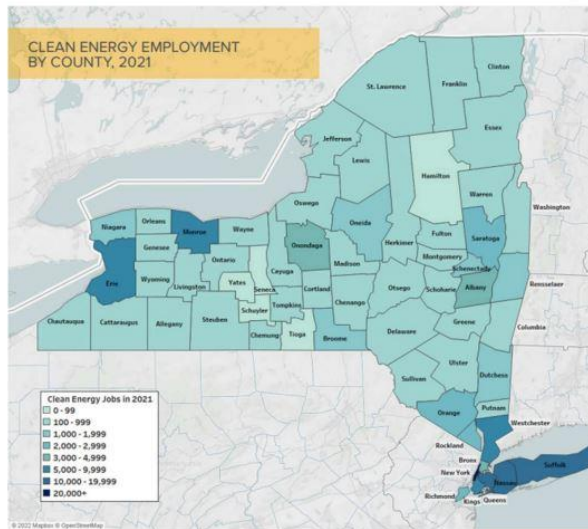 CLEAN ENERGY EMPLOYMENT
BY COUNTY, 2021
Clinton
Franklin
St. Lawrence
Essex
Jefferson
Lewis
Hamilton
Warren
Washington
Oswego
Oneida
Herkimer
Fulton
Saratoga
Niagara
Orleans
Monroe
Wayne
Onondaga
Madison
Montgomery
Schenectady
Genesee
Ontario
Cayuga
Erie
Wyoming
Livingston
Yates
Seneca
Cortland
Otsego
Schoharie
Albany
Rensselaer
Schuyler
Tompkins
Chenango
Chautauqua
Cattaraugus
Allegany
Steuben
Chemung
Tioga
Broome
Delaware
Greene
Columbia
Ulster
Dutchess
Sullivan
Orange
Putnam
Westchester
Rockland
Bronx
New York
Nassau
Suffolk
Richmond
Kings
Queens
Clean Energy Jobs in 2021
0 - 99
100 - 999
1,000 - 1,999
2,000 - 2,999
3,000 - 4,999
5,000 - 9,999
10,000 - 19,999
20,000+
© 2022 Mapbox © OpenStreetMap